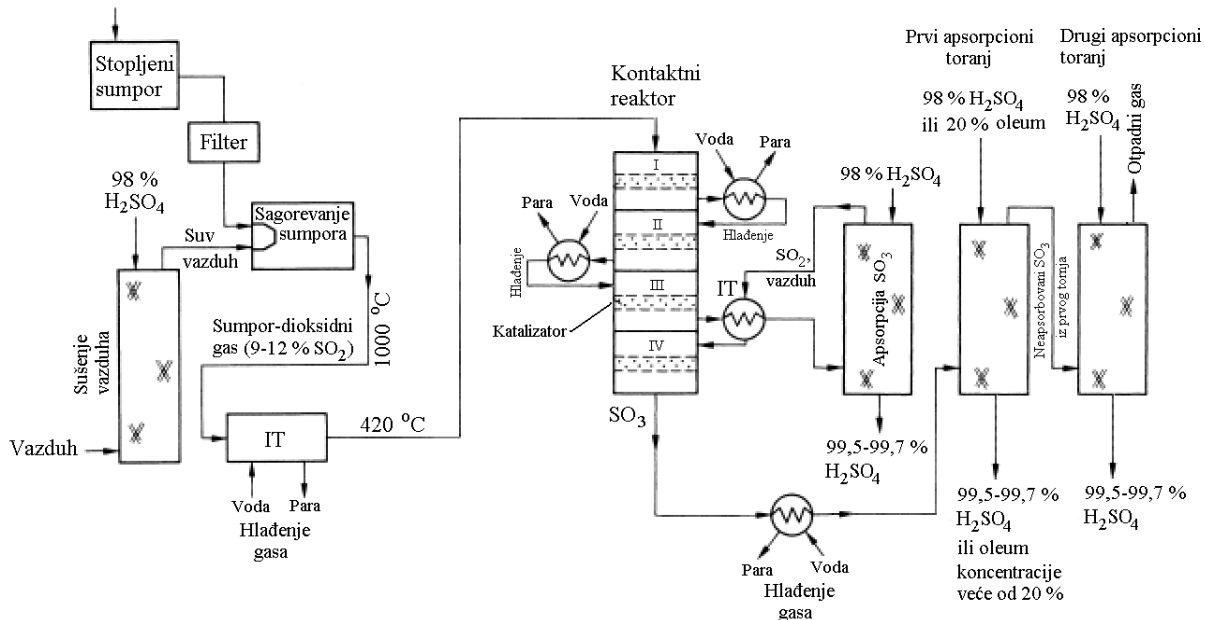 Stopljeni
sumpor
Filter
98 %
H2SO4
Sagorevanje
sumpora
Suv
vazduh
Sušenje
vazduha
Vazduh
1000 °C
Sumpor-dioksidni
gas (9-12 % SO2)
IT
420 °C
Voda
Para
Hlađenje
gasa
Kontaktni
reaktor
I
II
III
IV
Voda
Para
Hlađenje
Para
Voda
Hlađenje
Katalizator
IT
SO2,
vazduh
98 % H2SO4
Apsorpcija SO3
99,5-99,7 %
H2SO4
SO3
Para
Voda
Hlađenje
gasa
Prvi apsorpcioni
toranj
98 % H2SO4
ili 20 % oleum
Neapsorbovani SO3
iz prvog tornja
99,5-99,7 %
H2SO4
ili oleum
koncentracije
veće od 20 %
Drugi apsorpcioni
toranj
98 %
H2SO4
Otpadni gas
99,5-99,7 %
H2SO4